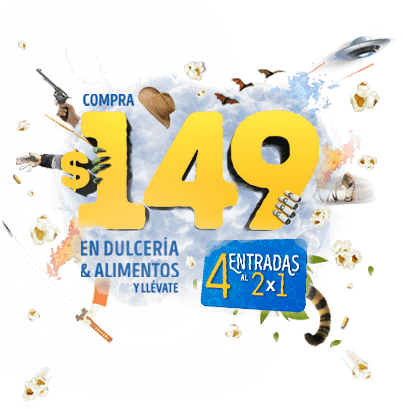 COMPRA
$149
EN DULCERÍA
& ALIMENTOS
Y LLÉVATE
4 ENTRADAS
AL 2x1